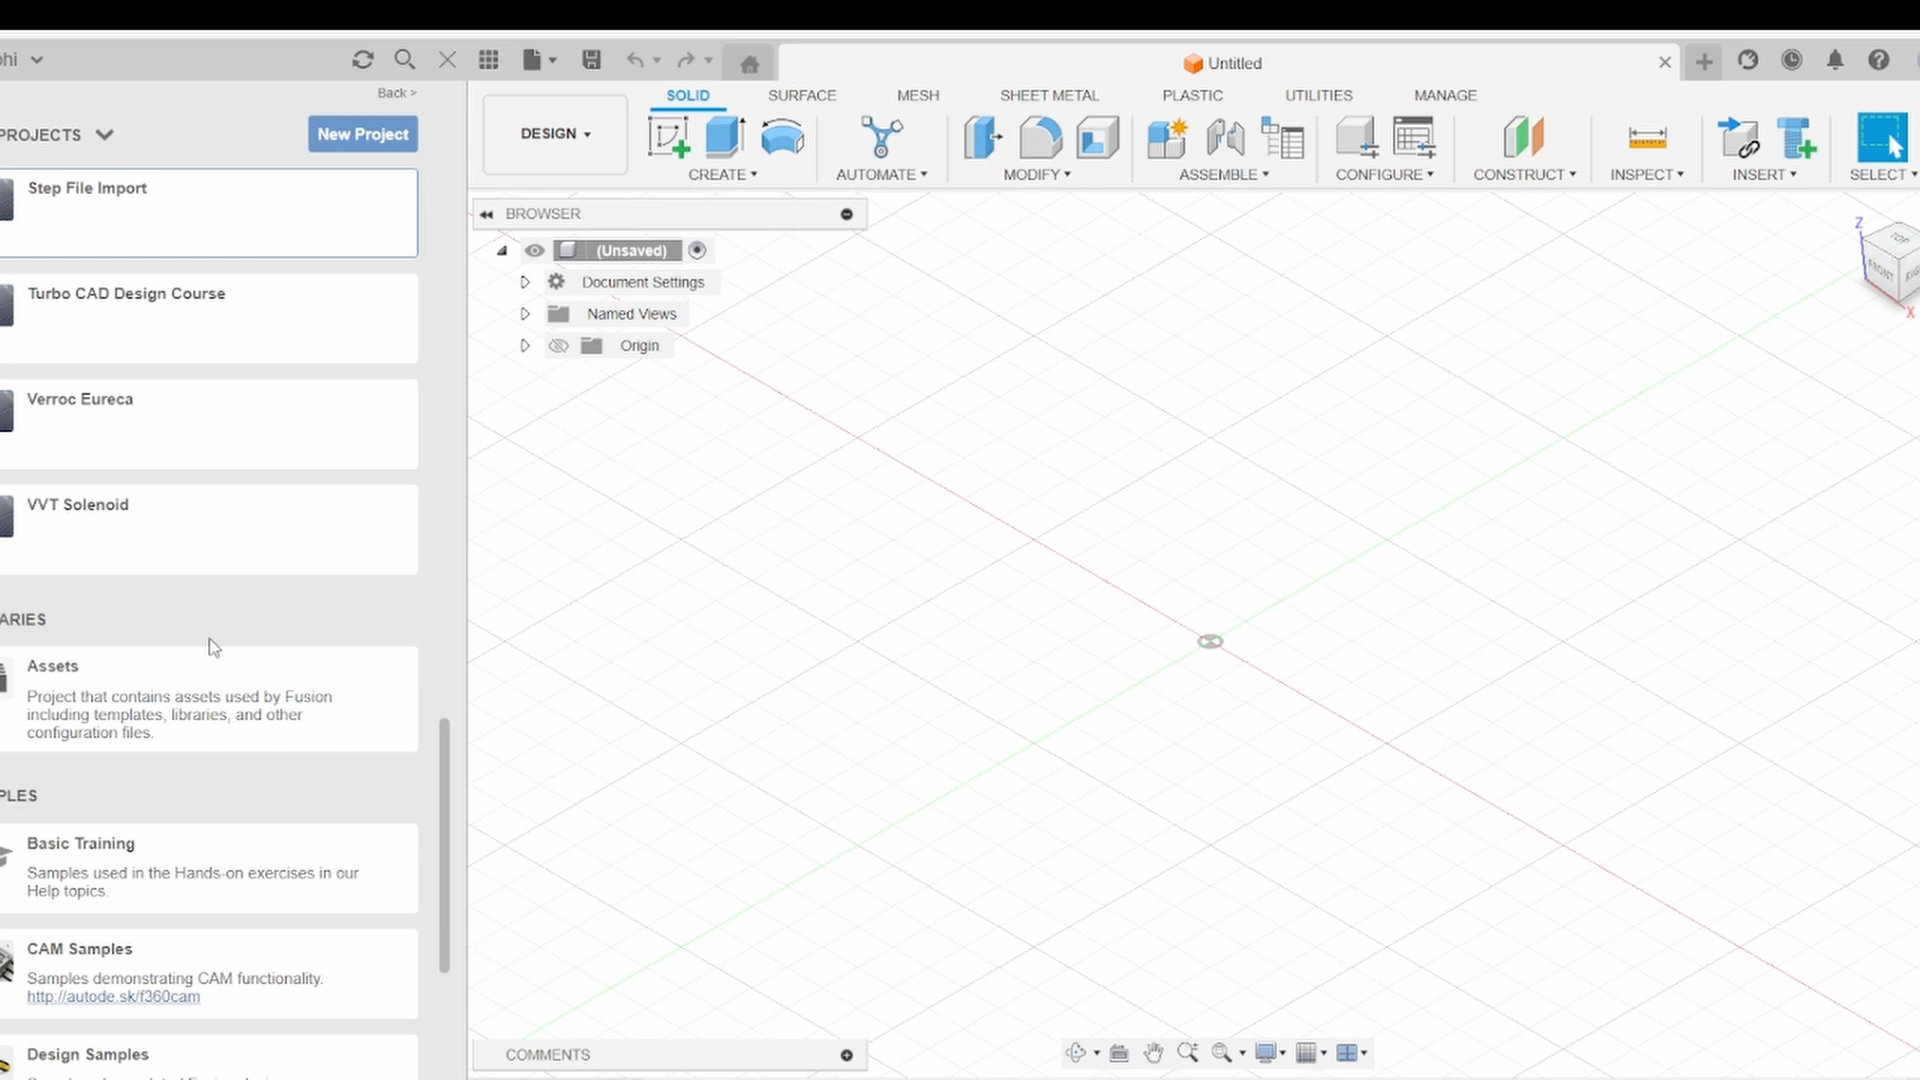 hi
Untitled
Back >
PROJECTS
New Project
Step File Import
Turbo CAD Design Course
Verroc Eureca
VVT Solenoid
ARIES
Assets
Project that contains assets used by Fusion
including templates, libraries, and other
configuration files.
PLES
Basic Training
Samples used in the Hands-on exercises in our
Help topics.
CAM Samples
Samples demonstrating CAM functionality.
http://autode.sk/f360cam
Design Samples
DESIGN
SOLID SURFACE MESH SHEET METAL PLASTIC UTILITIES MANAGE
CREATE AUTOMATE MODIFY ASSEMBLE CONFIGURE CONSTRUCT INSPECT INSERT SELECT
BROWSER
(Unsaved)
Document Settings
Named Views
Origin
Z
TOP
FRONT
X
COMMENTS